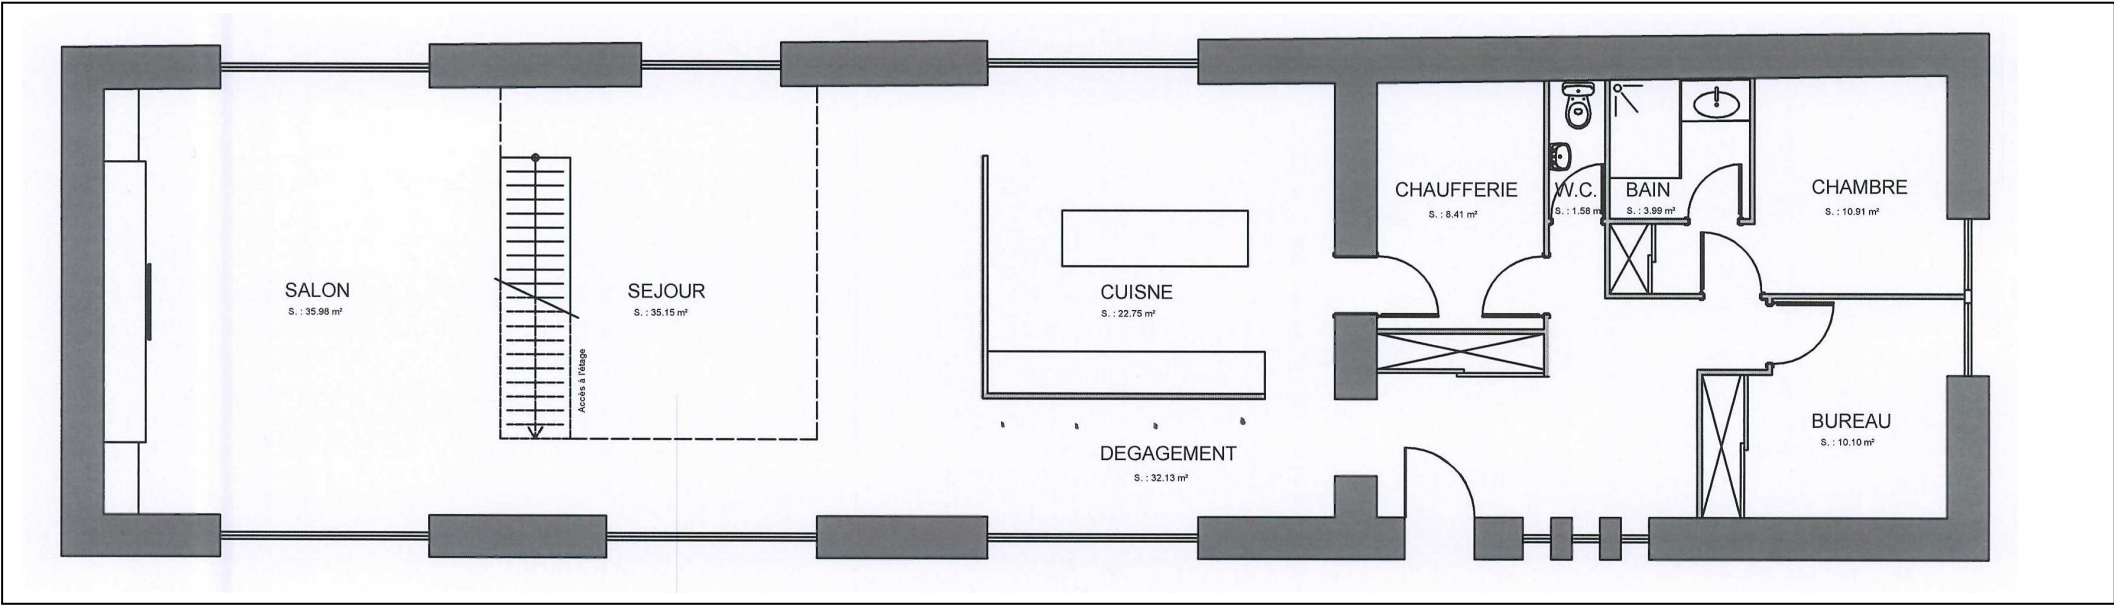 SALON
S. : 35.98 m²
Accès à l'étage
SEJOUR
S. : 35.15 m²
CUISNE
S. : 22.75 m²
DEGAGEMENT
S. : 32.13 m²
CHAUFFERIE
S. : 8.41 m²
W.C.
S. : 1.58 m
BAIN
S. : 3.99 m²
CHAMBRE
S. : 10.91 m²
BUREAU
S. : 10.10 m²